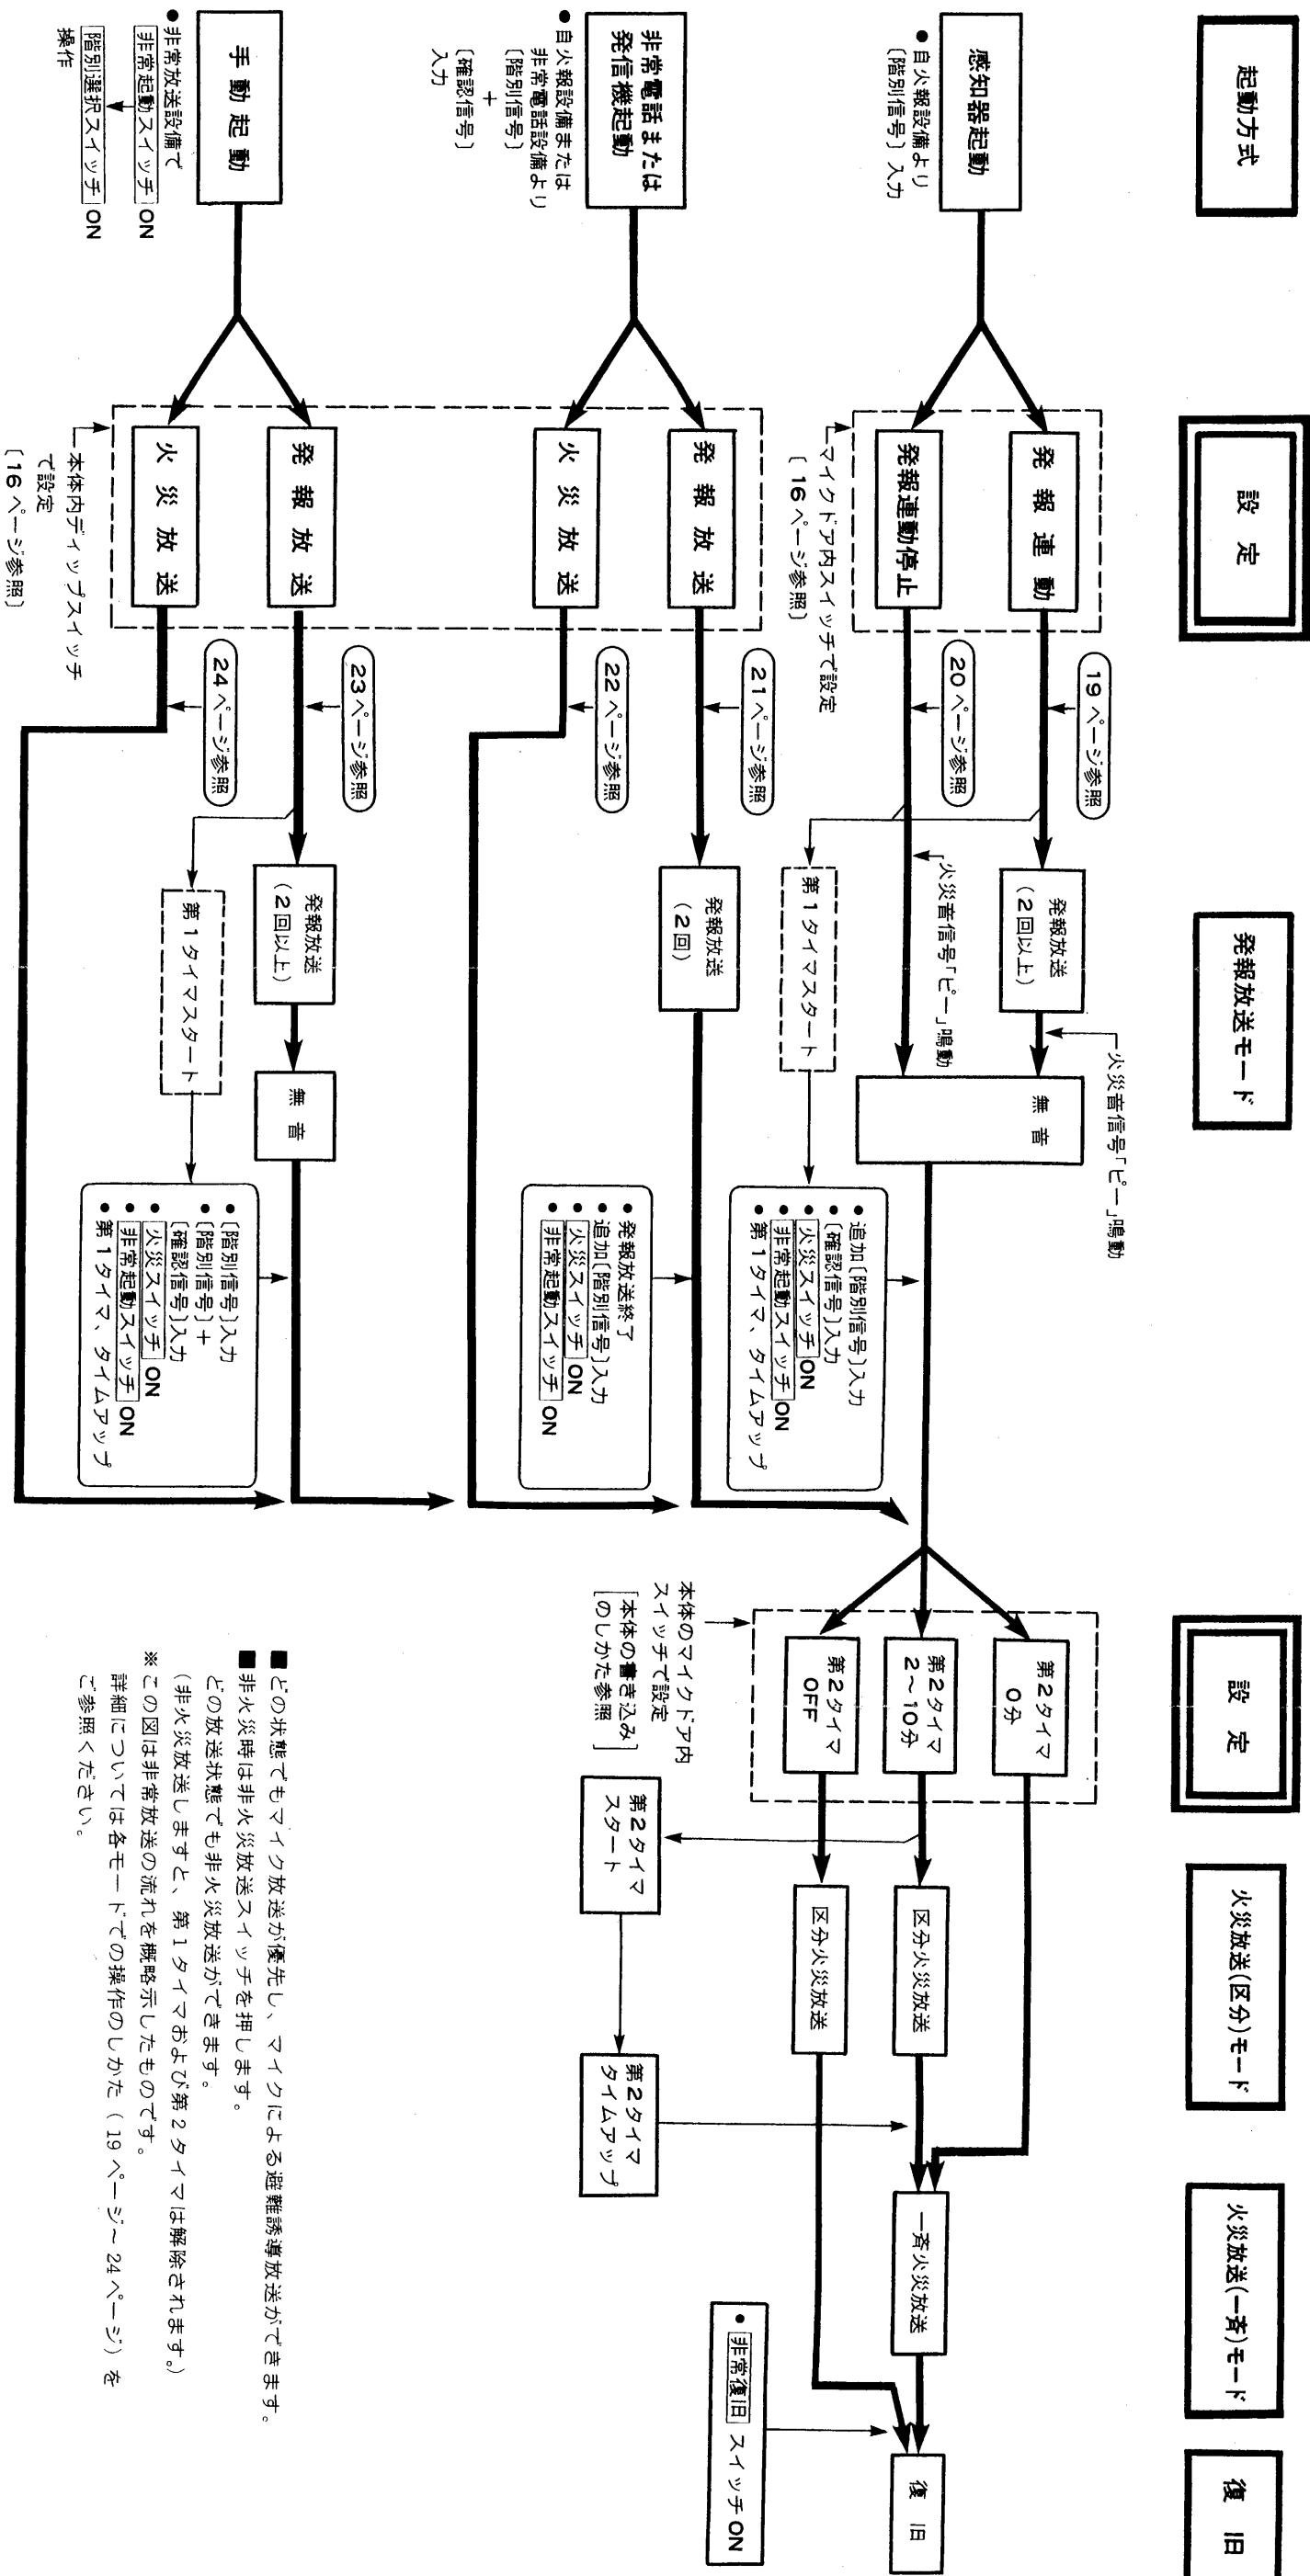 起動方式
設定
発報放送モード
設定
火災放送(区分)モード
火災放送(一斉)モード
復旧
感知器起動
●自火報設備より
〔階別信号〕入力
発報連動
発報連動停止
マイクドア内スイッチで設定
〔16ページ参照〕
19ページ参照
20ページ参照
発報放送
(2回以上)
火災音信号「ピー」鳴動
火災音信号「ピー」鳴動
無音
第1タイマスタート
●追加〔階別信号〕入力
●〔確認信号〕入力
●火災スイッチON
●非常起動スイッチON
●第1タイマ、タイムアップ
非常電話または
発信機起動
●自火報設備または
非常電話設備より
〔階別信号〕
+
〔確認信号〕
入力
発報放送
火災放送
21ページ参照
22ページ参照
発報放送
(2回)
●発報放送終了
●追加〔階別信号〕入力
●火災スイッチON
●非常起動スイッチON
手動起動
●非常放送設備で
非常起動スイッチON
階別選択スイッチON
操作
発報放送
火災放送
本体内ディップスイッチ
で設定
〔16ページ参照〕
23ページ参照
24ページ参照
発報放送
(2回以上)
無音
第1タイマスタート
●〔階別信号〕入力
●〔階別信号〕+
〔確認信号〕入力
●火災スイッチON
●非常起動スイッチON
●第1タイマ、タイムアップ
第2タイマ
0分
第2タイマ
2～10分
第2タイマ
OFF
本体のマイクドア内
スイッチで設定
[本体の書き込み
のしかた参照]
区分火災放送
区分火災放送
第2タイマ
スタート
第2タイマ
タイムアップ
一斉火災放送
復旧
●非常復旧スイッチON
■どの状態でもマイク放送が優先し、マイクによる避難誘導放送ができます。
■非火災時は非火災放送スイッチを押します。
どの放送状態でも非火災放送ができます。
(非火災放送しますと、第1タイマおよび第2タイマは解除されます。)
※この図は非常放送の流れを概略示したものです。
詳細については各モードでの操作のしかた(19ページ～24ページ)を
ご参照ください。